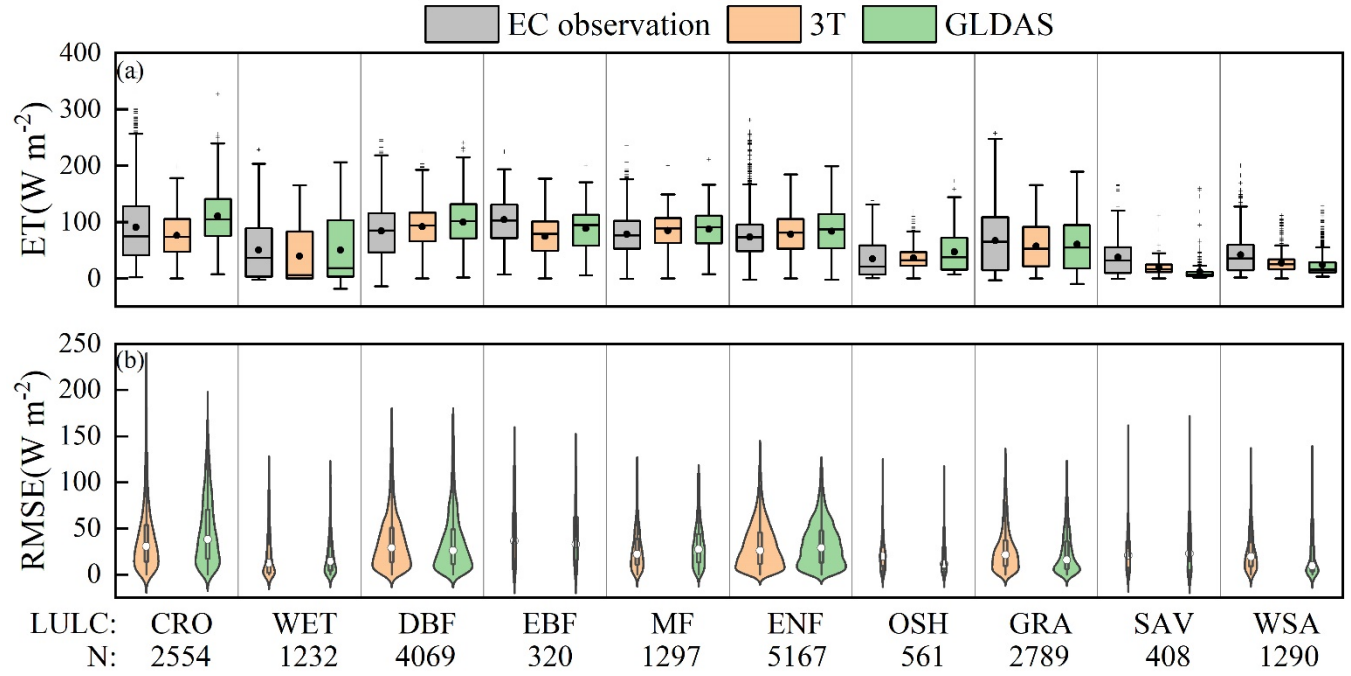 EC observation 3T GLDAS
(a)
ET(W m⁻²)
400
300
200
100
0
(b)
RMSE(W m⁻²)
250
200
150
100
50
0
LULC: CRO WET DBF EBF MF ENF OSH GRA SAV WSA
N: 2554 1232 4069 320 1297 5167 561 2789 408 1290